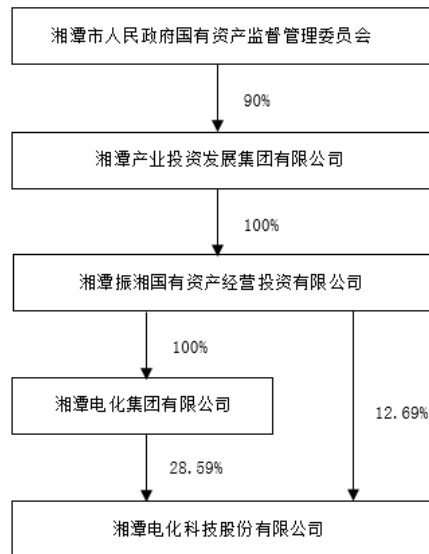 湘潭市人民政府国有资产监督管理委员会
90%
湘潭产业投资发展集团有限公司
100%
湘潭振湘国有资产经营投资有限公司
100%
湘潭电化集团有限公司
12.69%
28.59%
湘潭电化科技股份有限公司